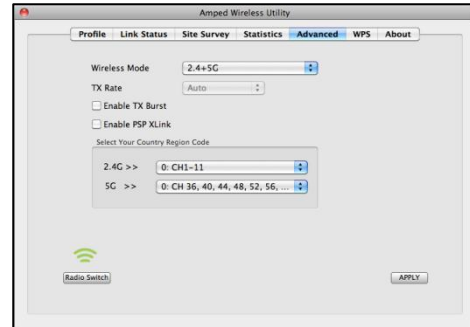 Amped Wireless Utility
Profile Link Status Site Survey Statistics Advanced WPS About
Wireless Mode 2.4+5G
TX Rate Auto
Enable TX Burst
Enable PSP XLink
Select Your Country Region Code
2.4G >> 0: CH1-11
5G >> 0: CH 36, 40, 44, 48, 52, 56, ...
Radio Switch APPLY